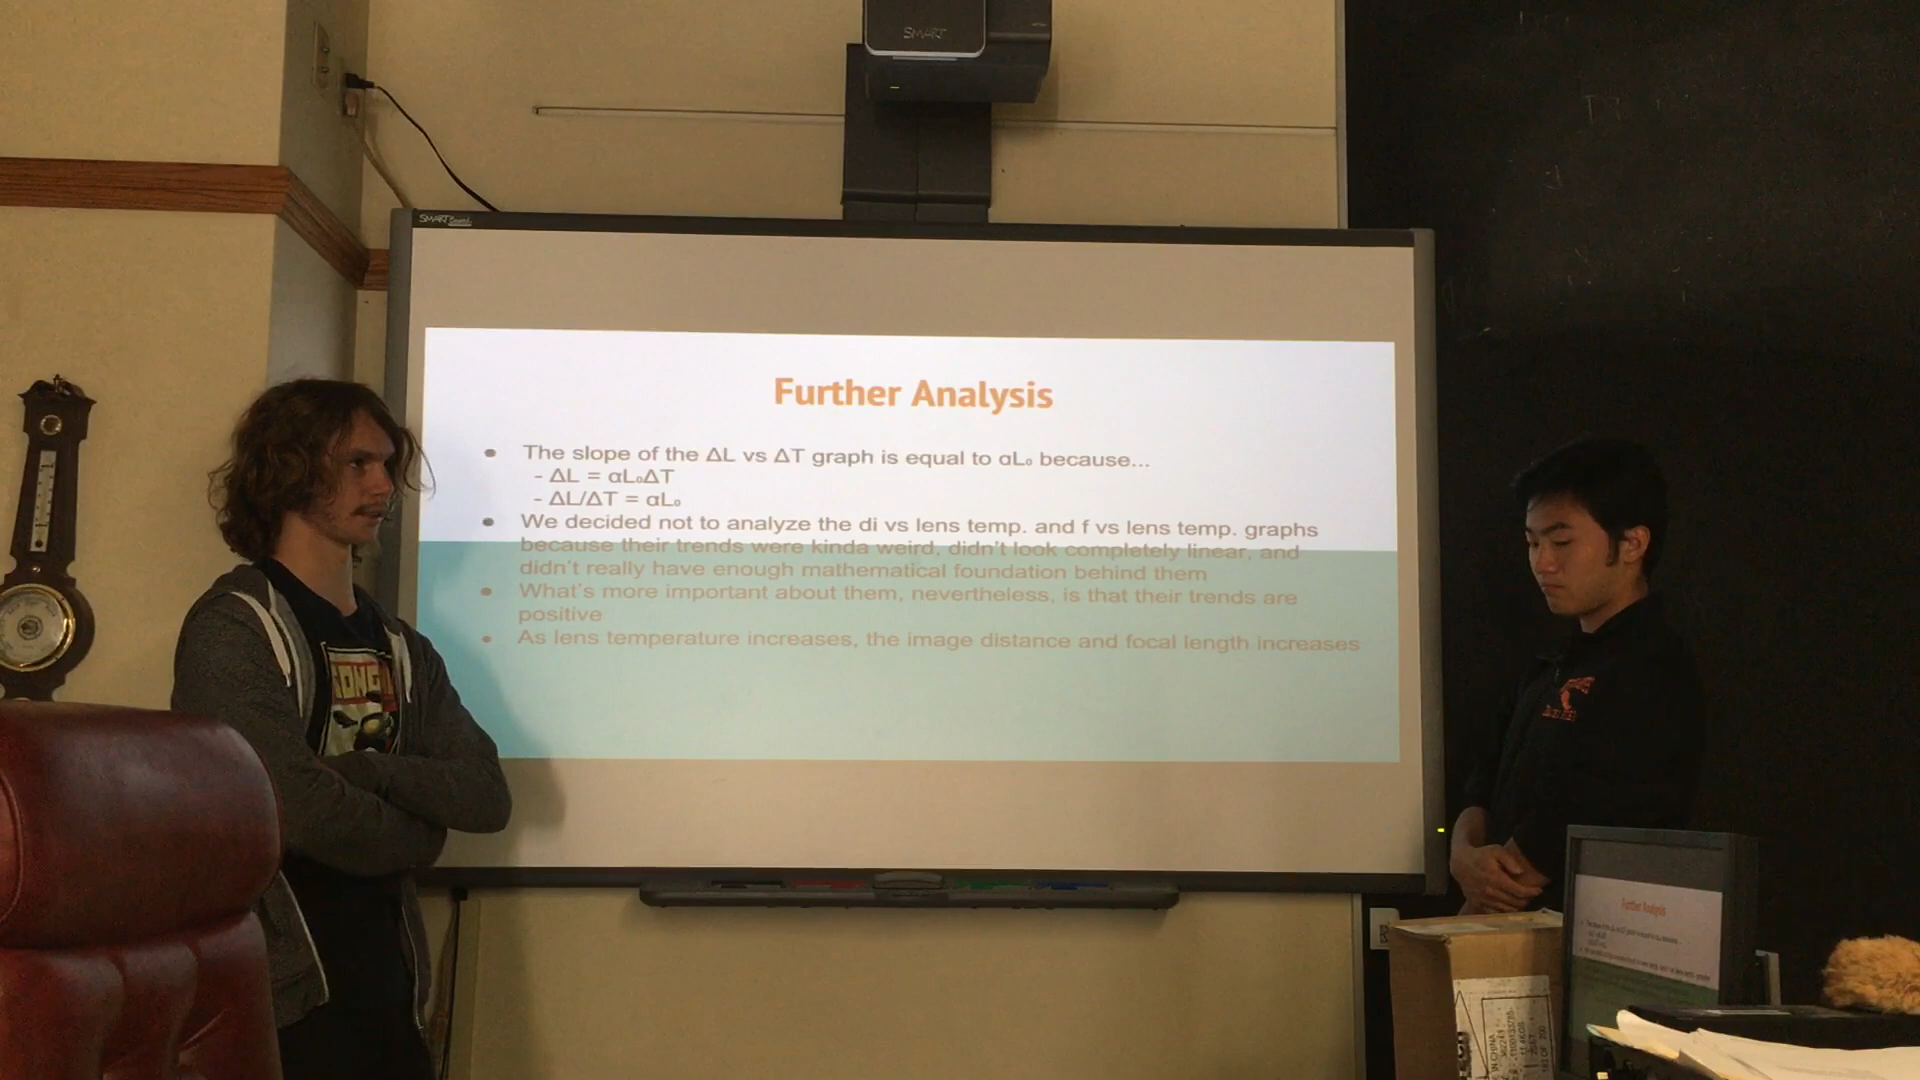 SMART
SMART Board
Further Analysis
• The slope of the ΔL vs ΔT graph is equal to αL₀ because...
- ΔL = αL₀ΔT
- ΔL/ΔT = αL₀
• We decided not to analyze the di vs lens temp. and f vs lens temp. graphs
because their trends were kinda weird, didn't look completely linear, and
didn't really have enough mathematical foundation behind them
• What's more important about them, nevertheless, is that their trends are
positive
• As lens temperature increases, the image distance and focal length increases
Further Analysis